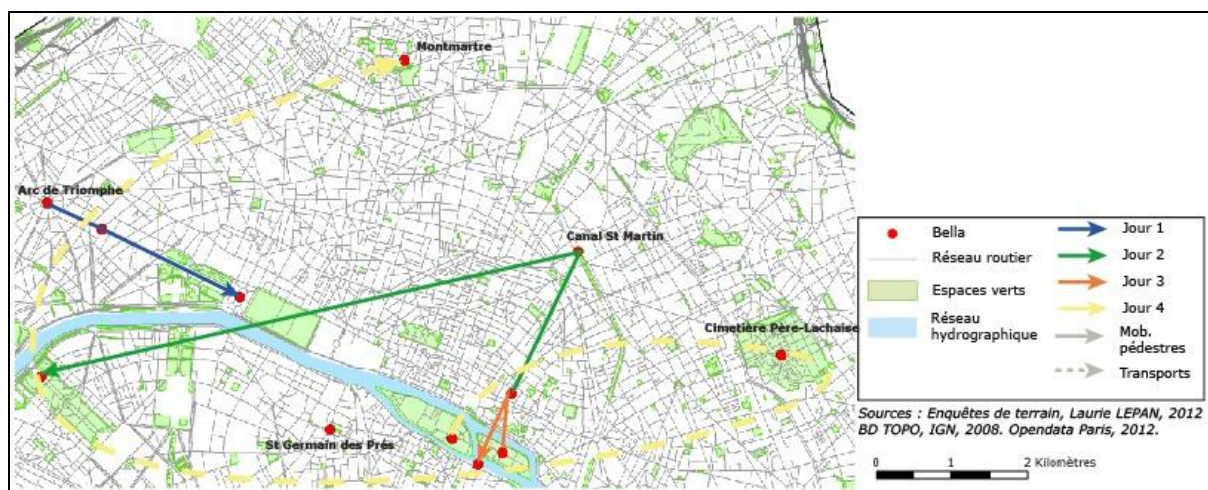 Montmartre
Arc de Triomphe
Canal St Martin
Cimetière Père-Lachaise
St Germain des Prés
Bella
Réseau routier
Espaces verts
Réseau
hydrographique
Jour 1
Jour 2
Jour 3
Jour 4
Mob.
pédestres
Transports
Sources : Enquêtes de terrain, Laurie LEPAN, 2012
BD TOPO, IGN, 2008. Opendata Paris, 2012.
0 1 2 Kilomètres